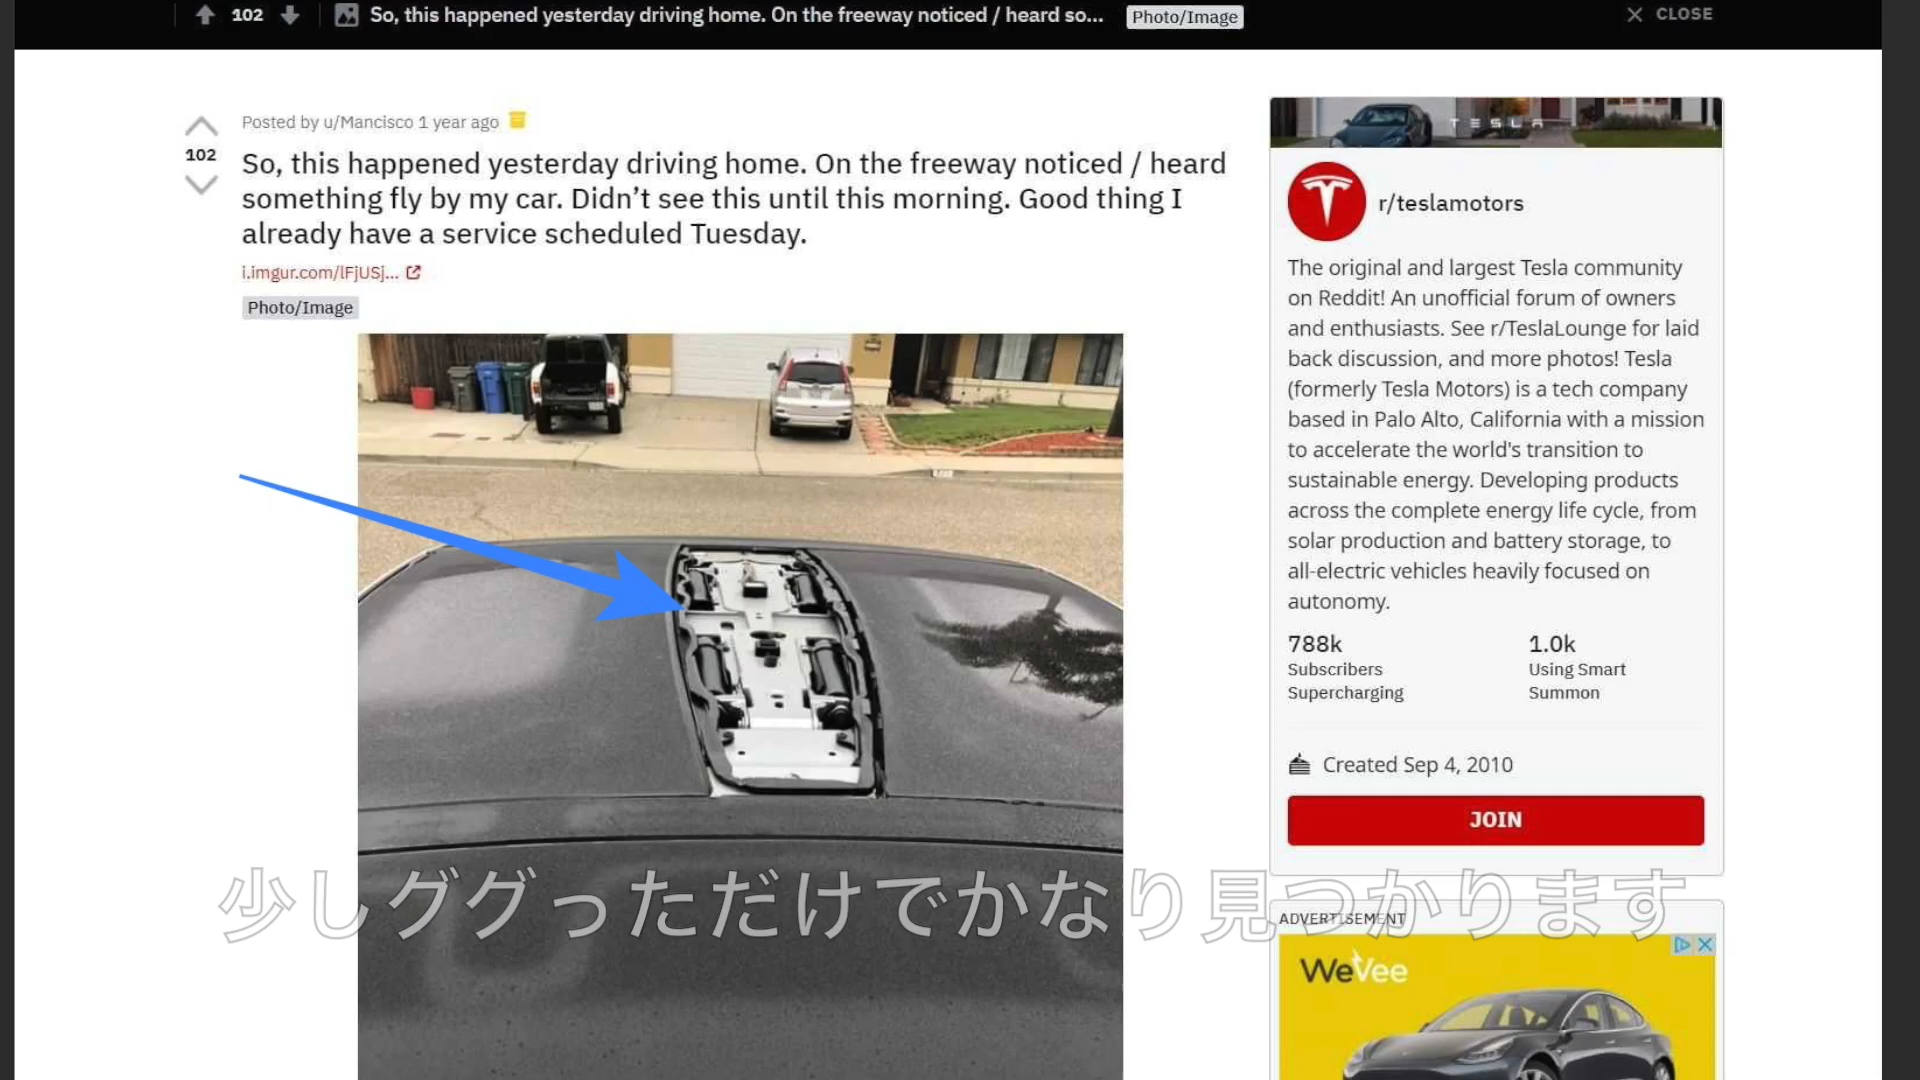 102
So, this happened yesterday driving home. On the freeway noticed / heard so...
Photo/Image
CLOSE
Posted by u/Mancisco 1 year ago
102
So, this happened yesterday driving home. On the freeway noticed / heard
something fly by my car. Didn’t see this until this morning. Good thing I
already have a service scheduled Tuesday.
i.imgur.com/lFjUSj...
Photo/Image
TESLA
r/teslamotors
The original and largest Tesla community
on Reddit! An unofficial forum of owners
and enthusiasts. See r/TeslaLounge for laid
back discussion, and more photos! Tesla
(formerly Tesla Motors) is a tech company
based in Palo Alto, California with a mission
to accelerate the world's transition to
sustainable energy. Developing products
across the complete energy life cycle, from
solar production and battery storage, to
all-electric vehicles heavily focused on
autonomy.
788k
Subscribers
Supercharging
1.0k
Using Smart
Summon
Created Sep 4, 2010
JOIN
少しググっただけでかなり見つかります
ADVERTISEMENT
WeVee